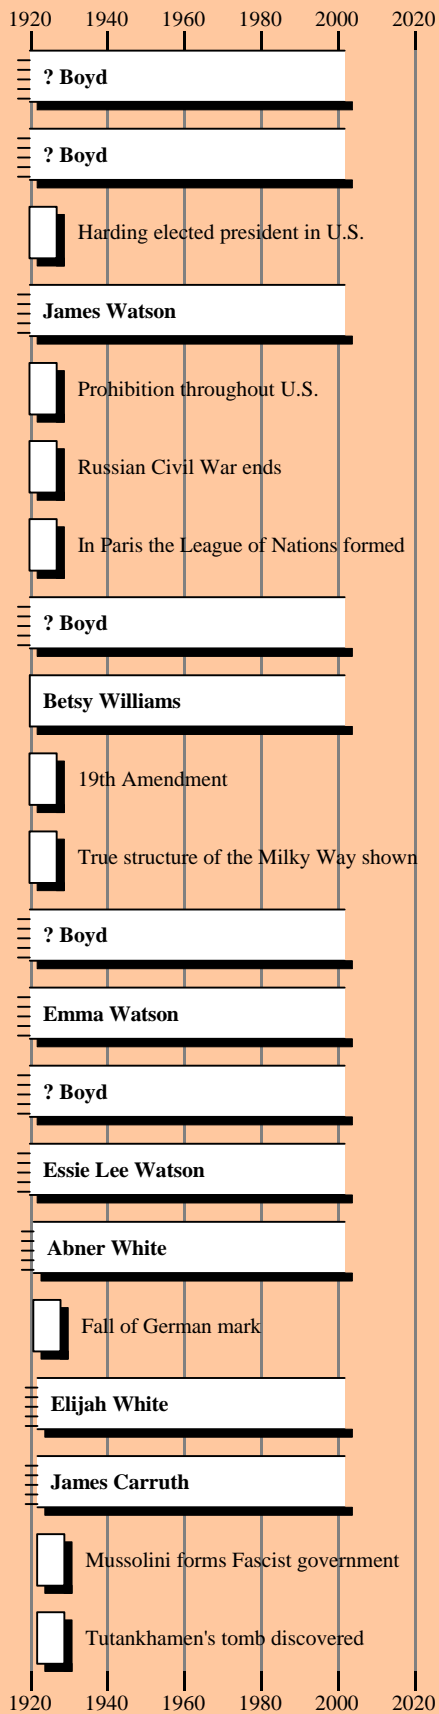 1920 1940 1960 1980 2000 2020
? Boyd
? Boyd
Harding elected president in U.S.
James Watson
Prohibition throughout U.S.
Russian Civil War ends
In Paris the League of Nations formed
? Boyd
Betsy Williams
19th Amendment
True structure of the Milky Way shown
? Boyd
Emma Watson
? Boyd
Essie Lee Watson
Abner White
Fall of German mark
Elijah White
James Carruth
Mussolini forms Fascist government
Tutankhamen's tomb discovered
1920 1940 1960 1980 2000 2020